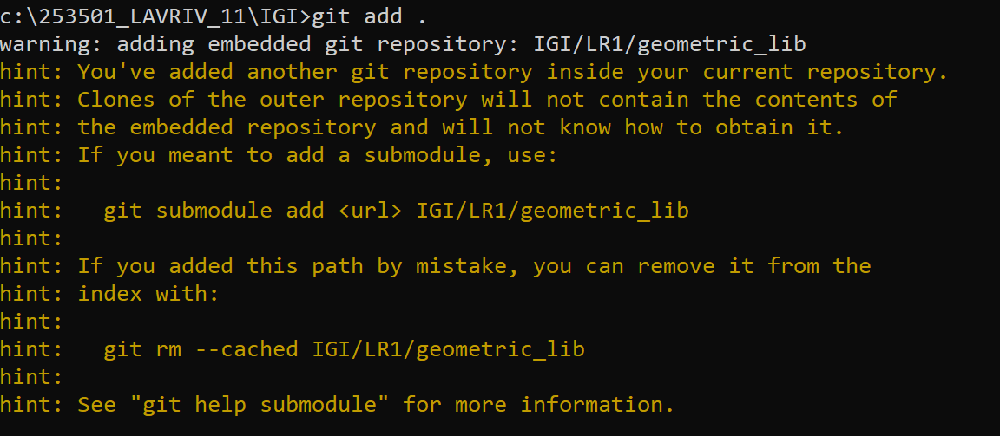 c:\253501_LAVRIV_11\IGI>git add .
warning: adding embedded git repository: IGI/LR1/geometric_lib
hint: You've added another git repository inside your current repository.
hint: Clones of the outer repository will not contain the contents of
hint: the embedded repository and will not know how to obtain it.
hint: If you meant to add a submodule, use:
hint:
hint:   git submodule add <url> IGI/LR1/geometric_lib
hint:
hint: If you added this path by mistake, you can remove it from the
hint: index with:
hint:
hint:   git rm --cached IGI/LR1/geometric_lib
hint:
hint: See "git help submodule" for more information.